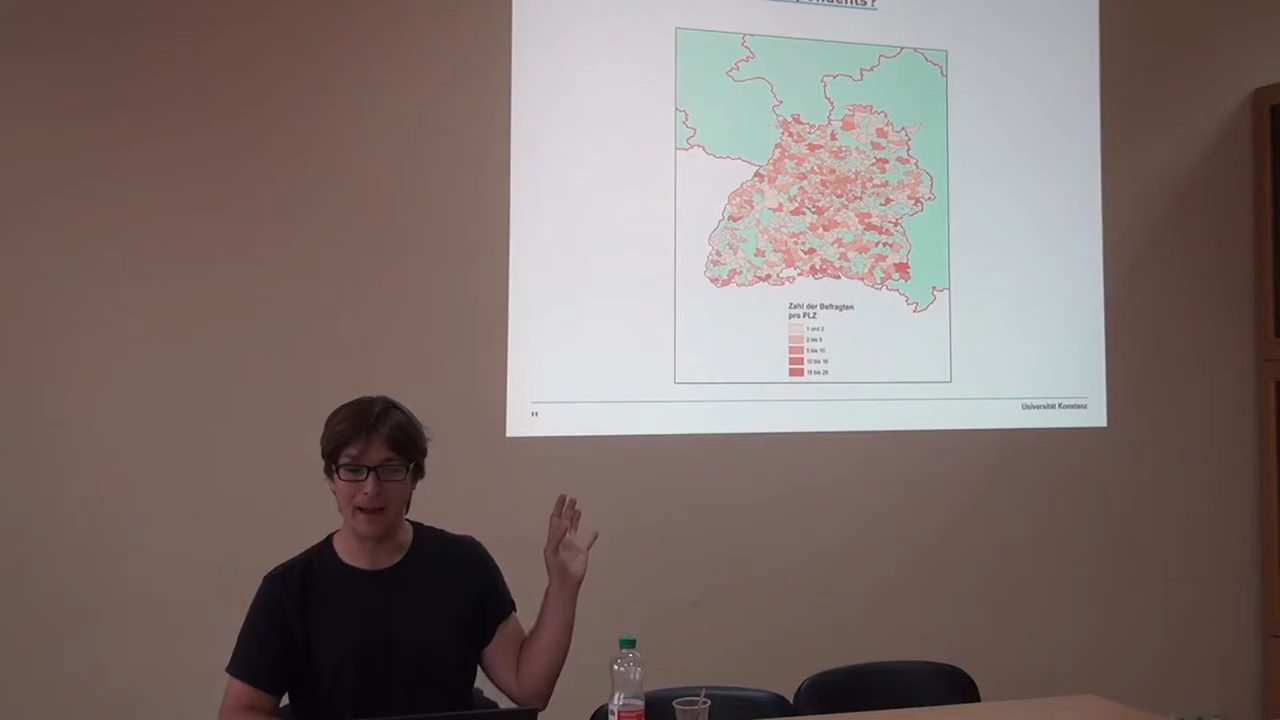 Zahl der Befragten
pro PLZ
1 und 2
2 bis 5
5 bis 10
10 bis 16
16 bis 28
11
Universität Konstanz